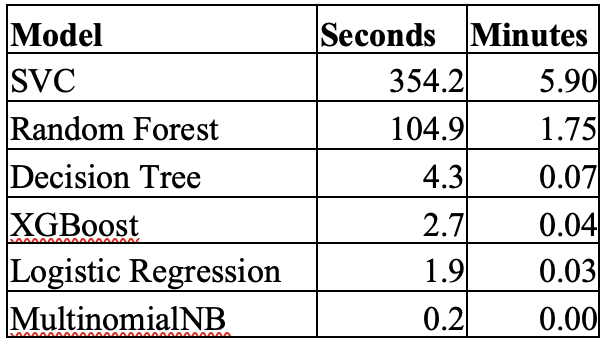 Model Seconds Minutes
SVC 354.2 5.90
Random Forest 104.9 1.75
Decision Tree 4.3 0.07
XGBoost 2.7 0.04
Logistic Regression 1.9 0.03
MultinomialNB 0.2 0.00